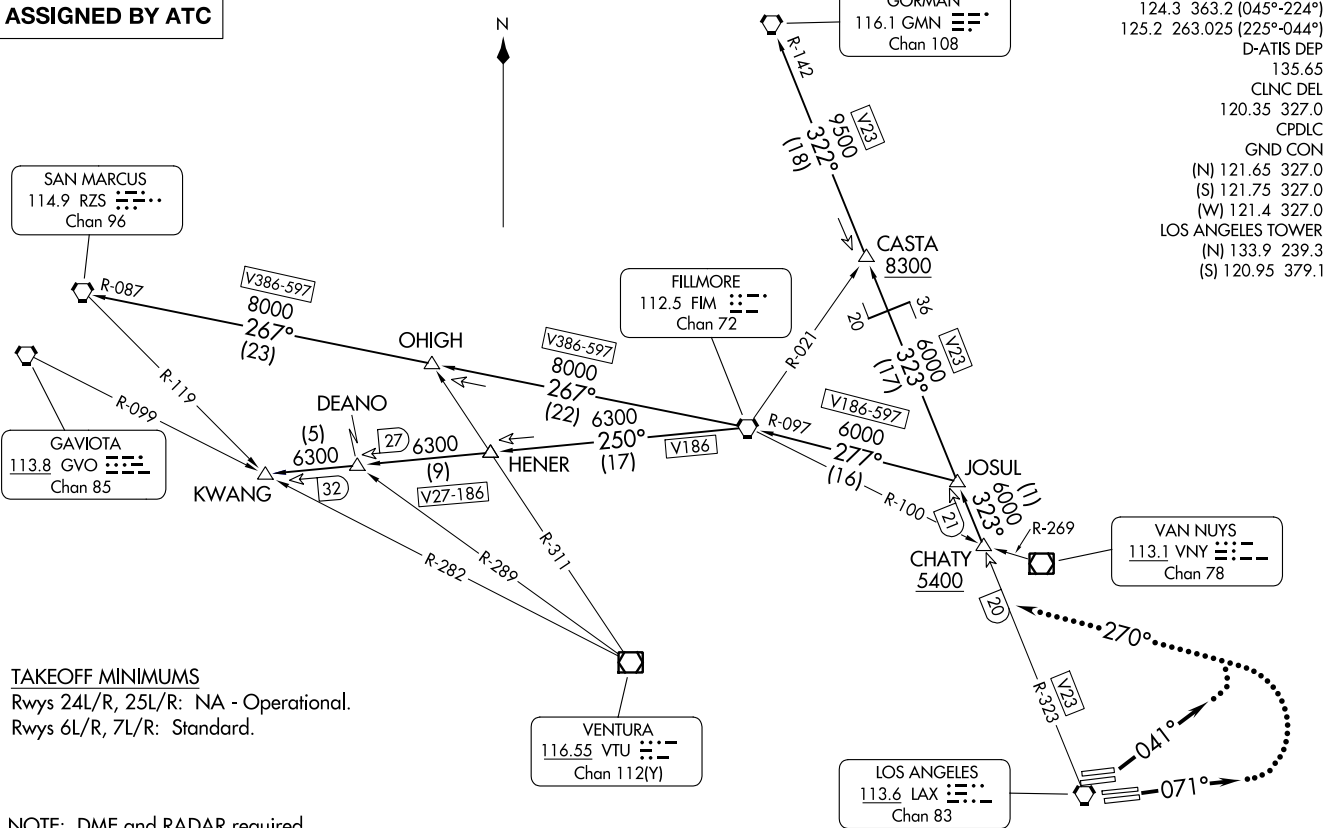 ASSIGNED BY ATC
N
GORMAN
116.1 GMN
Chan 108
124.3 363.2 (045°-224°)
125.2 263.025 (225°-044°)
D-ATIS DEP
135.65
CLNC DEL
120.35 327.0
CPDLC
GND CON
(N) 121.65 327.0
(S) 121.75 327.0
(W) 121.4 327.0
LOS ANGELES TOWER
(N) 133.9 239.3
(S) 120.95 379.1
R-142
V23
9500
322°
(18)
SAN MARCUS
114.9 RZS
Chan 96
CASTA
8300
R-087
V386-597
8000
267°
(23)
FILLMORE
112.5 FIM
Chan 72
20
36
R-021
V23
6000
323°
(17)
OHIGH
V386-597
8000
267°
(22)
R-119
R-099
DEANO
GAVIOTA
113.8 GVO
Chan 85
(5)
6300
27
6300
(9)
V27-186
HENER
6300
250°
(17)
V186
R-097
V186-597
6000
277°
(16)
JOSUL
(1)
6000
323°
KWANG
32
R-100
21
R-269
VAN NUYS
113.1 VNY
Chan 78
CHATY
5400
R-311
R-289
R-282
20
270°
V23
R-323
TAKEOFF MINIMUMS
Rwys 24L/R, 25L/R: NA - Operational.
Rwys 6L/R, 7L/R: Standard.
VENTURA
116.55 VTU
Chan 112(Y)
041°
071°
LOS ANGELES
113.6 LAX
Chan 83
NOTE: DME and RADAR required